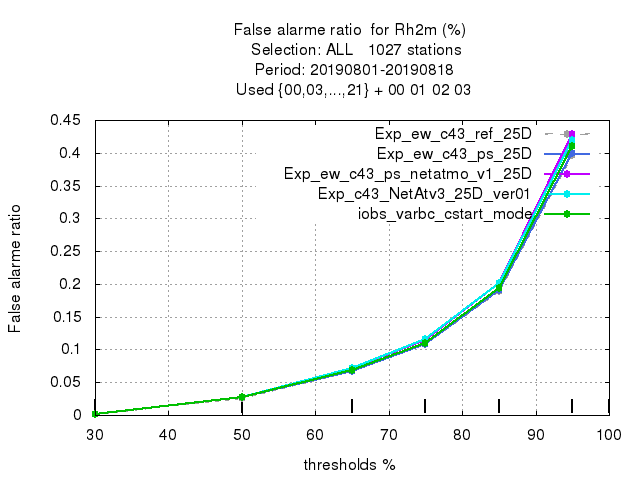 False alarme ratio  for Rh2m (%)
Selection: ALL   1027 stations
Period: 20190801-20190818
Used {00,03,...,21} + 00 01 02 03
Exp_ew_c43_ref_25D
Exp_ew_c43_ps_25D
Exp_ew_c43_ps_netatmo_v1_25D
Exp_c43_NetAtv3_25D_ver01
iobs_varbc_cstart_mode
False alarme ratio
0.45
0.4
0.35
0.3
0.25
0.2
0.15
0.1
0.05
0
30 40 50 60 70 80 90 100
thresholds %